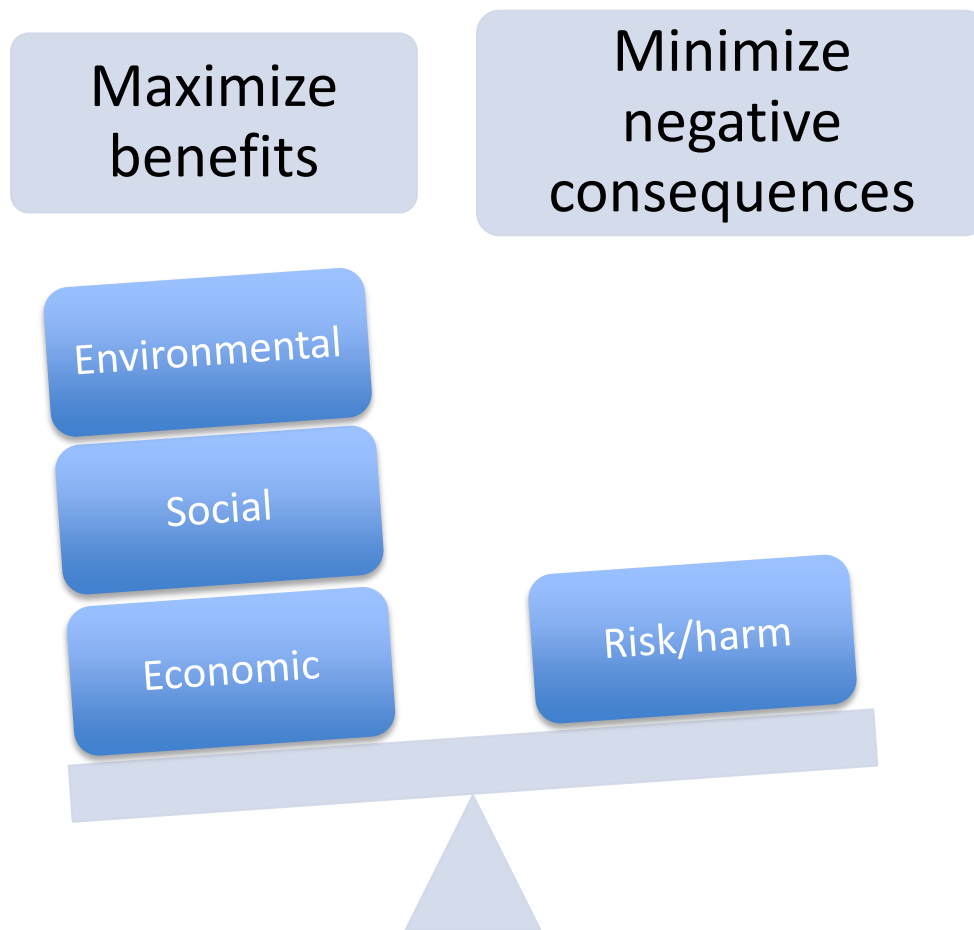 Maximize
benefits
Minimize
negative
consequences
Environmental
Social
Economic
Risk/harm